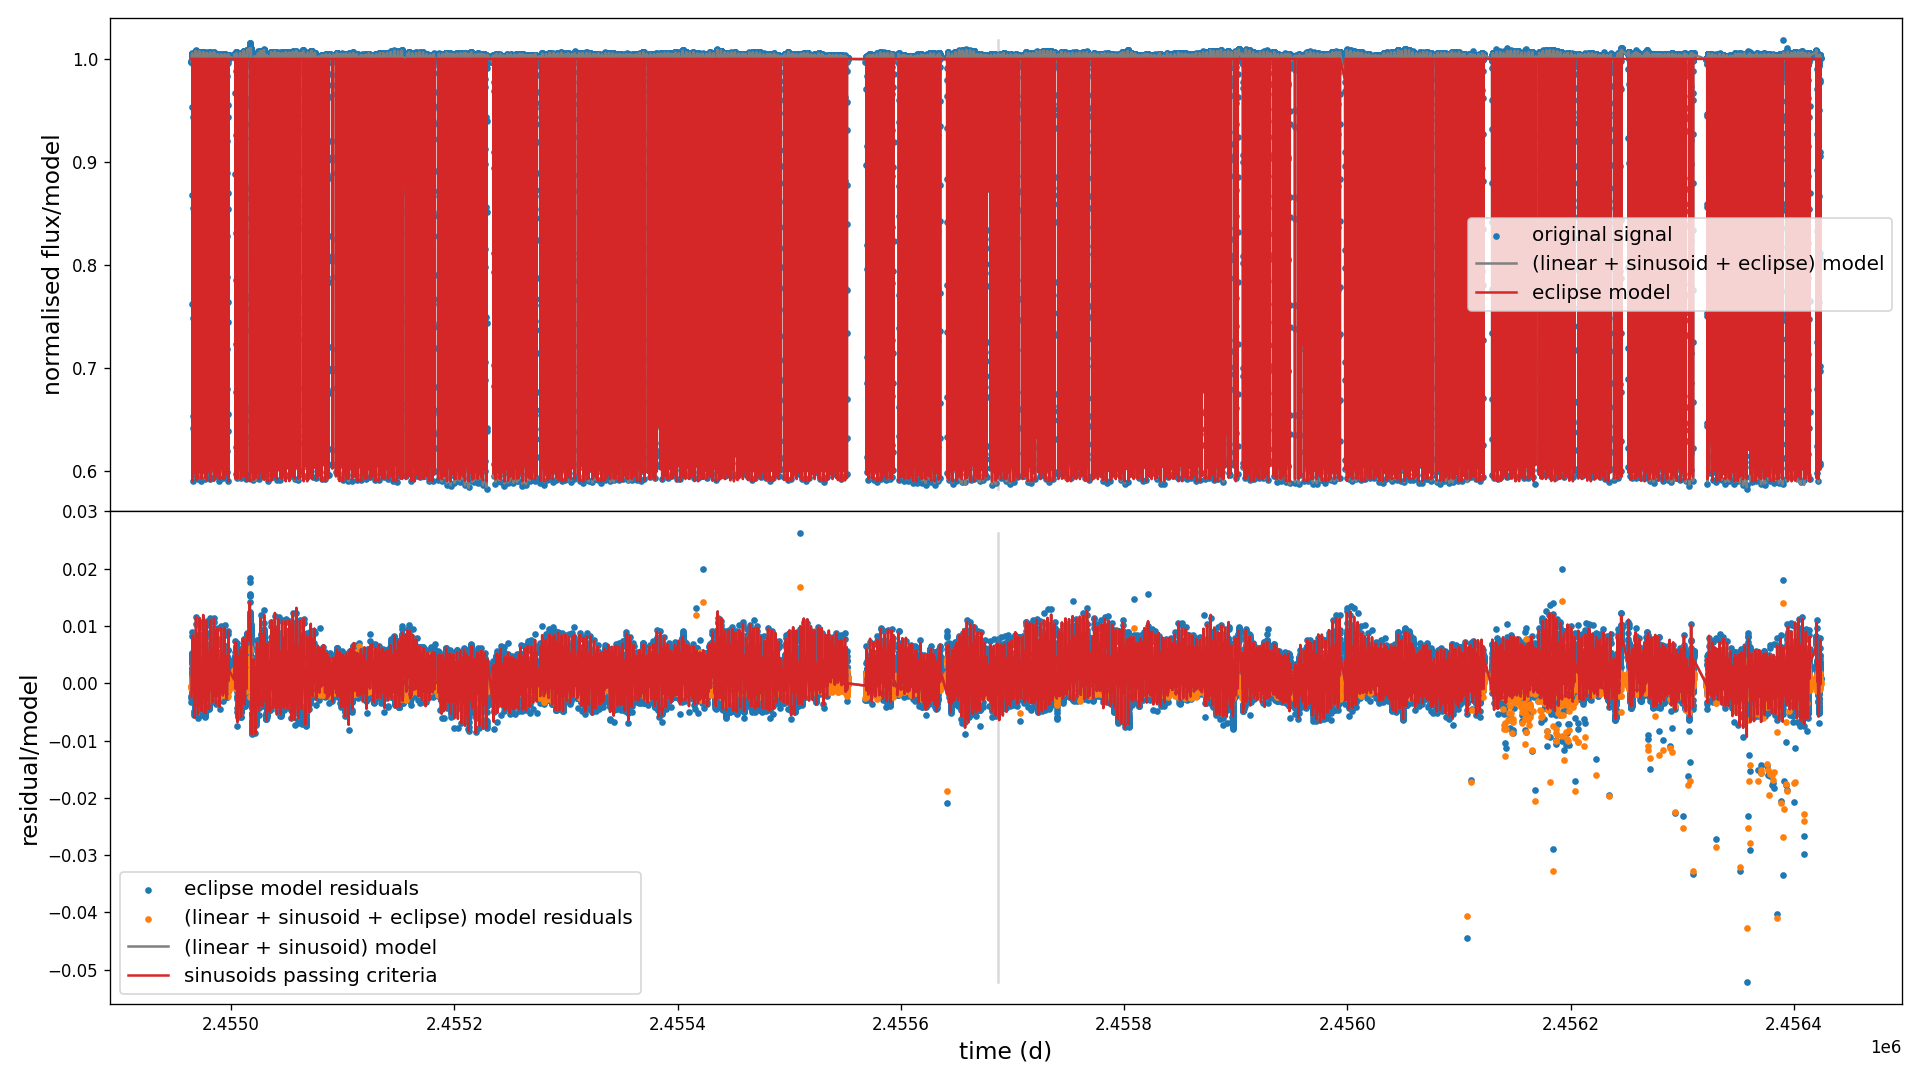 normalised flux/model
1.0
0.9
0.8
0.7
0.6
original signal
(linear + sinusoid + eclipse) model
eclipse model
residual/model
0.03
0.02
0.01
0.00
−0.01
−0.02
−0.03
−0.04
−0.05
eclipse model residuals
(linear + sinusoid + eclipse) model residuals
(linear + sinusoid) model
sinusoids passing criteria
2.4550 2.4552 2.4554 2.4556 2.4558 2.4560 2.4562 2.4564
1e6
time (d)